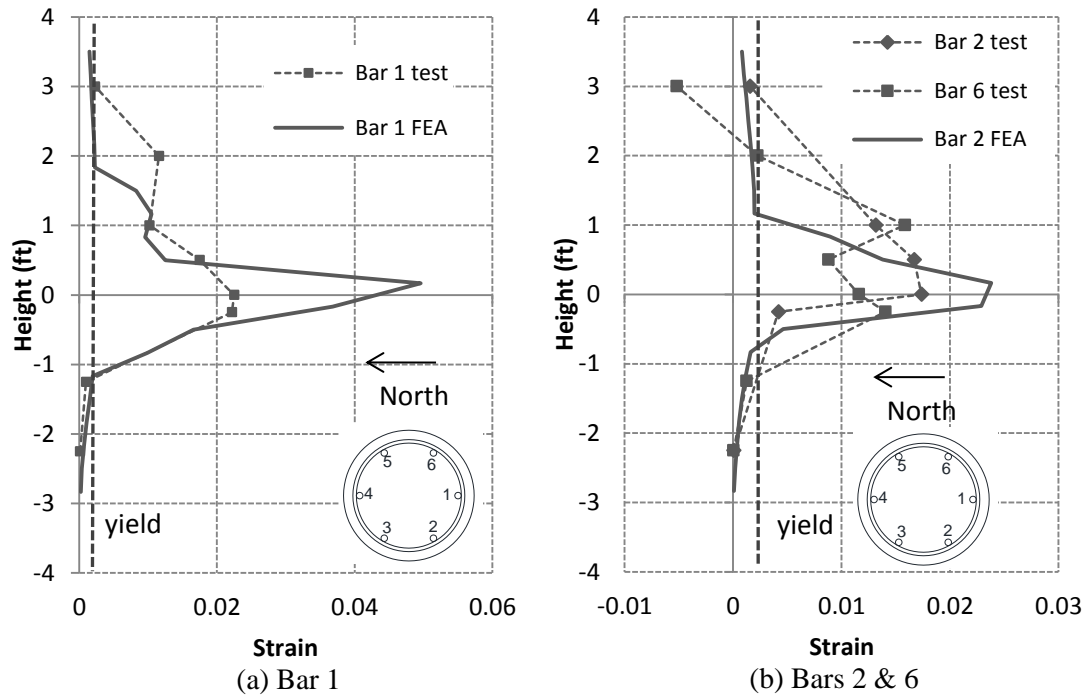 4
3
2
1
0
-1
-2
-3
-4
Height (ft)
Bar 1 test
Bar 1 FEA
North
5
6
4
1
3
2
yield
0
0.02
0.04
0.06
Strain
(a) Bar 1
4
3
2
1
0
-1
-2
-3
-4
Height (ft)
Bar 2 test
Bar 6 test
Bar 2 FEA
North
5
6
4
1
3
2
yield
-0.01
0
0.01
0.02
0.03
Strain
(b) Bars 2 & 6